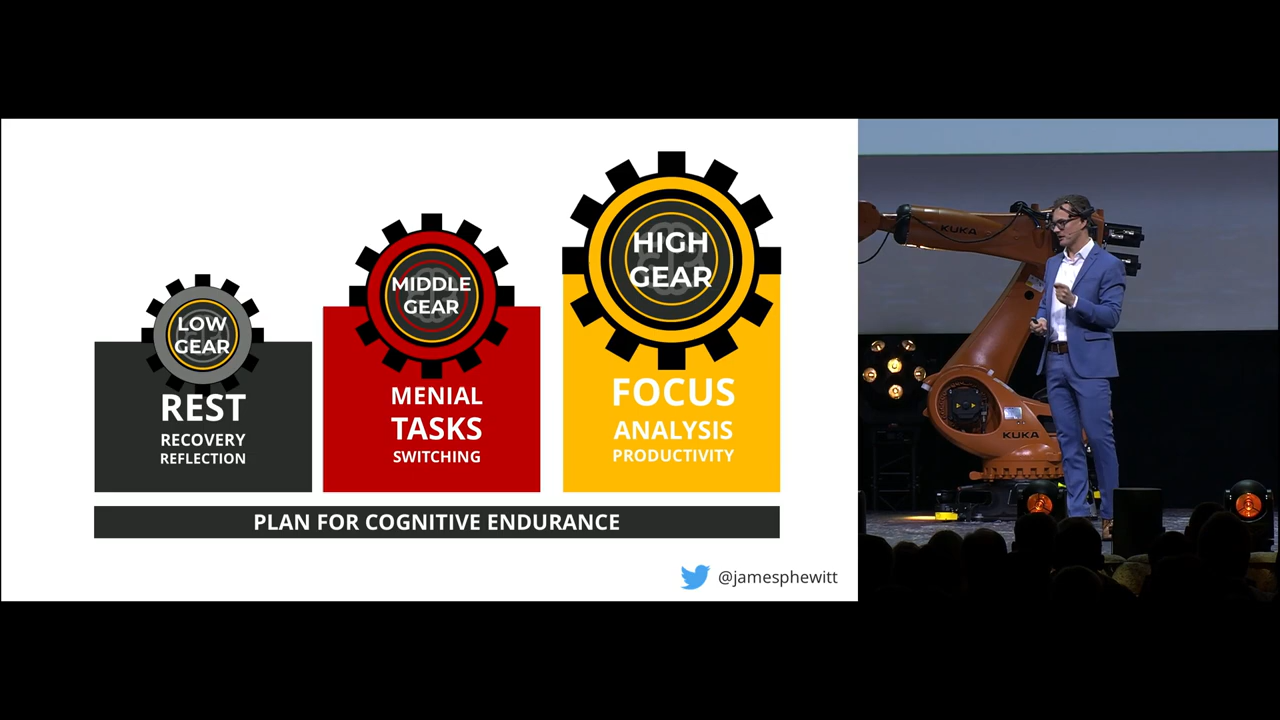 LOW
GEAR
REST
RECOVERY
REFLECTION
MIDDLE
GEAR
MENIAL
TASKS
SWITCHING
HIGH
GEAR
FOCUS
ANALYSIS
PRODUCTIVITY
PLAN FOR COGNITIVE ENDURANCE
@jamesphewitt
KUKA
KUKA